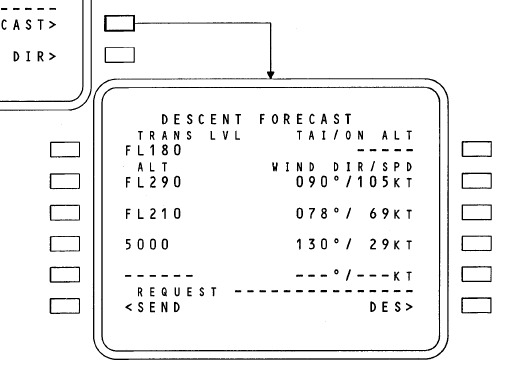 - - - - -
CAST>
DIR>
DESCENT FORECAST
TRANS LVL TAI/ON ALT
FL180 -----
ALT WIND DIR/SPD
FL290 090°/105KT
FL210 078°/ 69KT
5000 130°/ 29KT
------ ---°/---KT
REQUEST ---------------
<SEND DES>